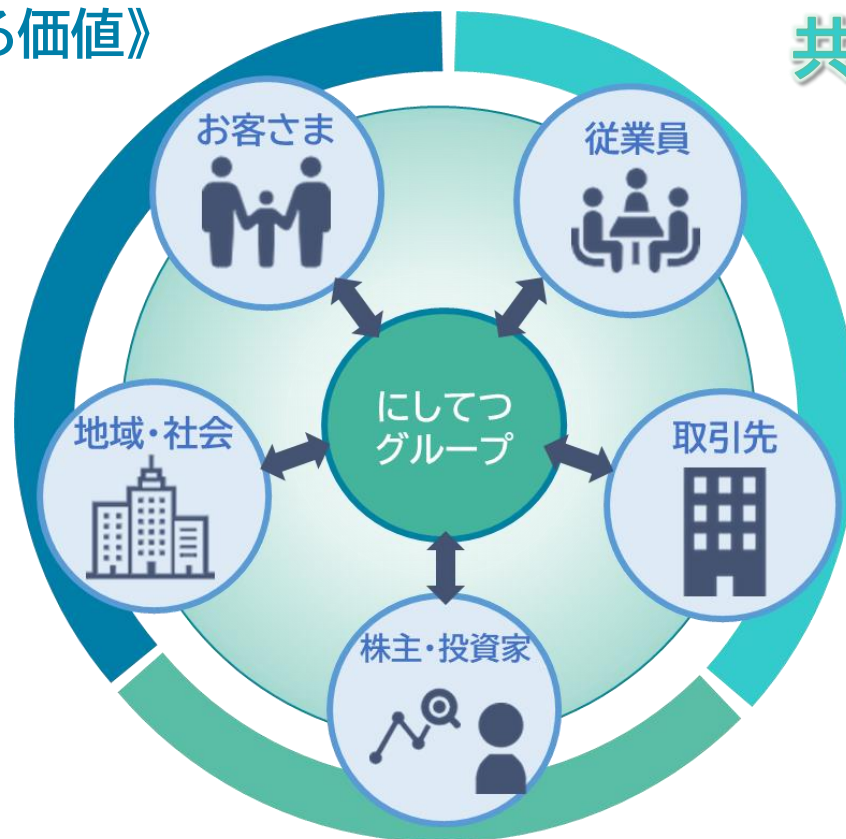 る価値》
共
お客さま
従業員
にしてつ
グループ
地域・社会
取引先
株主・投資家